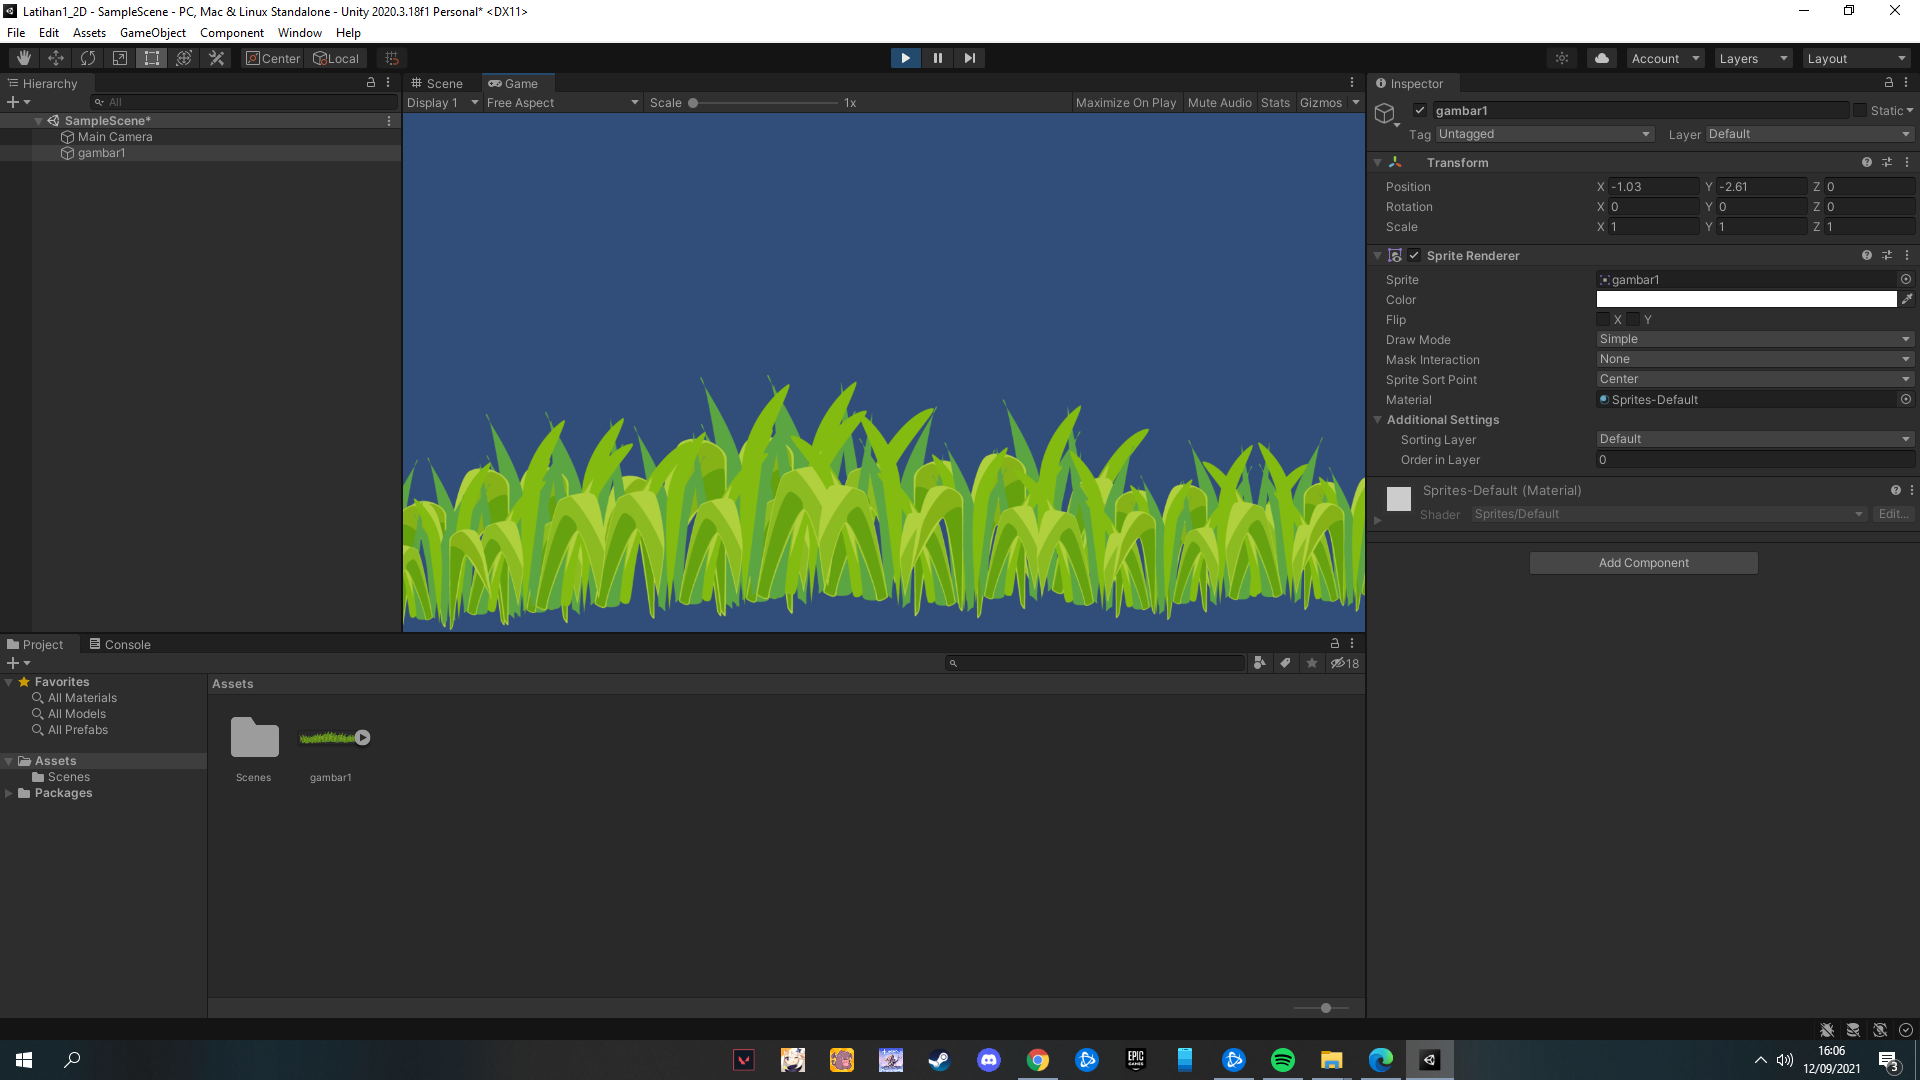 Latihan1_2D - SampleScene - PC, Mac & Linux Standalone - Unity 2020.3.18f1 Personal* <DX11>
File Edit Assets GameObject Component Window Help
Center Local Account Layers Layout
Hierarchy
All
SampleScene*
Main Camera
gambar1
Scene Game
Display 1 Free Aspect Scale 1x Maximize On Play Mute Audio Stats Gizmos
Inspector
gambar1 Static
Tag Untagged Layer Default
Transform
Position X -1.03 Y -2.61 Z 0
Rotation X 0 Y 0 Z 0
Scale X 1 Y 1 Z 1
Sprite Renderer
Sprite gambar1
Color
Flip X Y
Draw Mode Simple
Mask Interaction None
Sprite Sort Point Center
Material Sprites-Default
Additional Settings
Sorting Layer Default
Order in Layer 0
Sprites-Default (Material)
Shader Sprites/Default Edit...
Add Component
Project Console
18
Favorites
All Materials
All Models
All Prefabs
Assets
Scenes
Packages
Assets
Scenes gambar1
EPIC
GAMES
16:06
12/09/2021
3